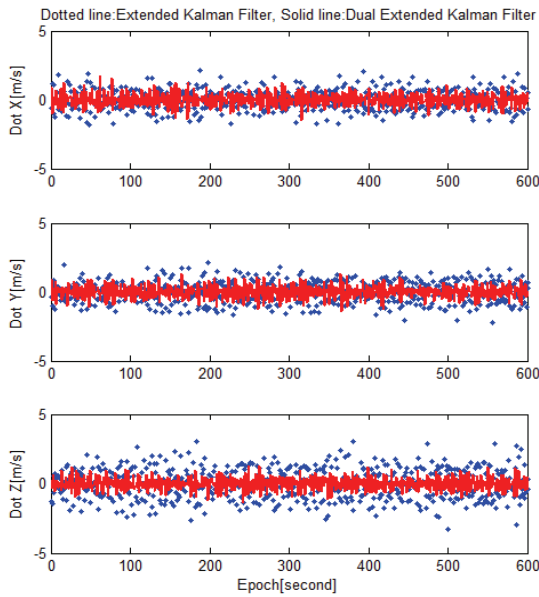 Dotted line:Extended Kalman Filter, Solid line:Dual Extended Kalman Filter
5
0
-5
Dot X[m/s]
0 100 200 300 400 500 600
5
0
-5
Dot Y[m/s]
0 100 200 300 400 500 600
5
0
-5
Dot Z[m/s]
0 100 200 300 400 500 600
Epoch[second]